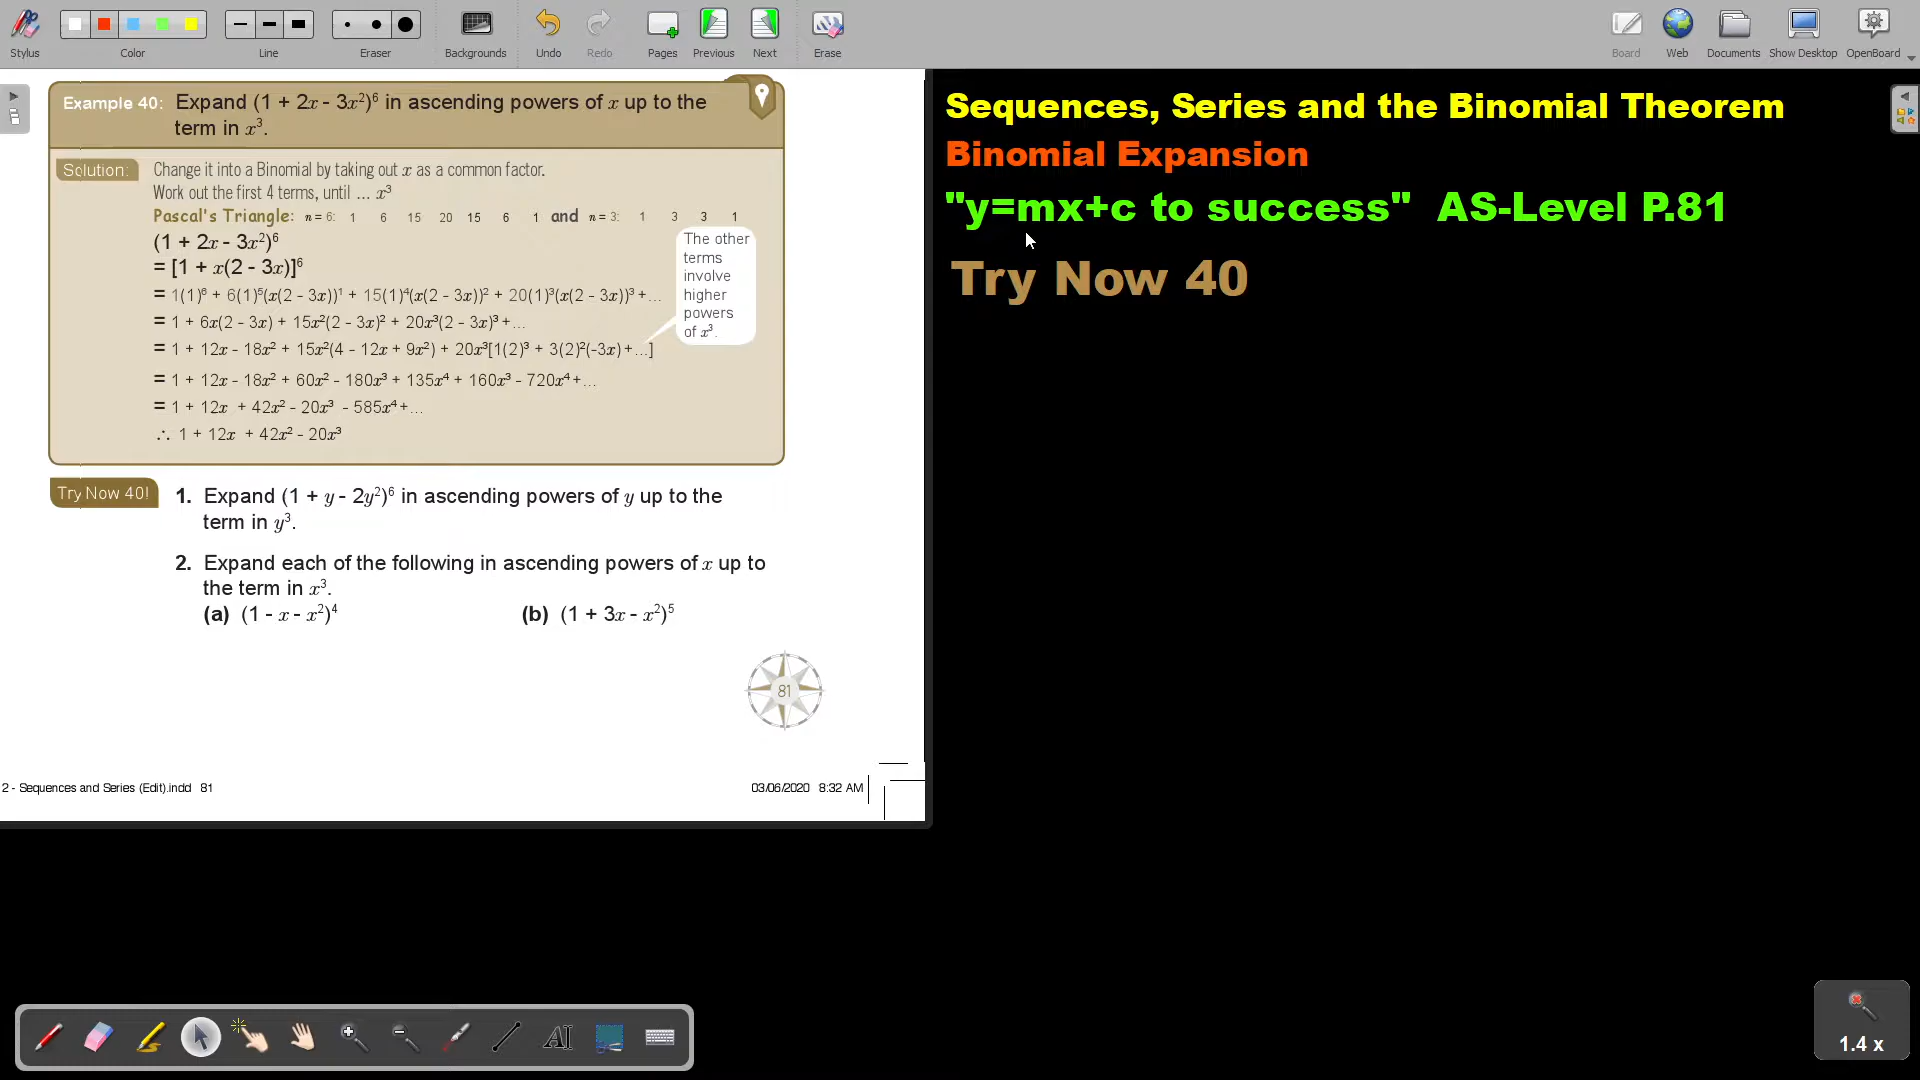 Stylus Color Line Eraser Backgrounds Undo Redo Pages Previous Next Erase Board Web Documents Show Desktop OpenBoard
Example 40: Expand (1 + 2x - 3x²)⁶ in ascending powers of x up to the
term in x³.
Solution: Change it into a Binomial by taking out x as a common factor.
Work out the first 4 terms, until ... x³
Pascal's Triangle: n = 6: 1 6 15 20 15 6 1 and n = 3: 1 3 3 1
(1 + 2x - 3x²)⁶
= [1 + x(2 - 3x)]⁶
= 1(1)⁶ + 6(1)⁵(x(2 - 3x))¹ + 15(1)⁴(x(2 - 3x))² + 20(1)³(x(2 - 3x))³ +...
= 1 + 6x(2 - 3x) + 15x²(2 - 3x)² + 20x³(2 - 3x)³ +...
= 1 + 12x - 18x² + 15x²(4 - 12x + 9x²) + 20x³[1(2)³ + 3(2)²(-3x) +...]
= 1 + 12x - 18x² + 60x² - 180x³ + 135x⁴ + 160x³ - 720x⁴ +...
= 1 + 12x + 42x² - 20x³ - 585x⁴ +...
∴ 1 + 12x + 42x² - 20x³
The other
terms
involve
higher
powers
of x³.
Try Now 40! 1. Expand (1 + y - 2y²)⁶ in ascending powers of y up to the
term in y³.
2. Expand each of the following in ascending powers of x up to
the term in x³.
(a) (1 - x - x²)⁴ (b) (1 + 3x - x²)⁵
81
2 - Sequences and Series (Edit).indd 81 03/06/2020 8:32 AM
Sequences, Series and the Binomial Theorem
Binomial Expansion
"y=mx+c to success" AS-Level P.81
Try Now 40
AI
1.4 x